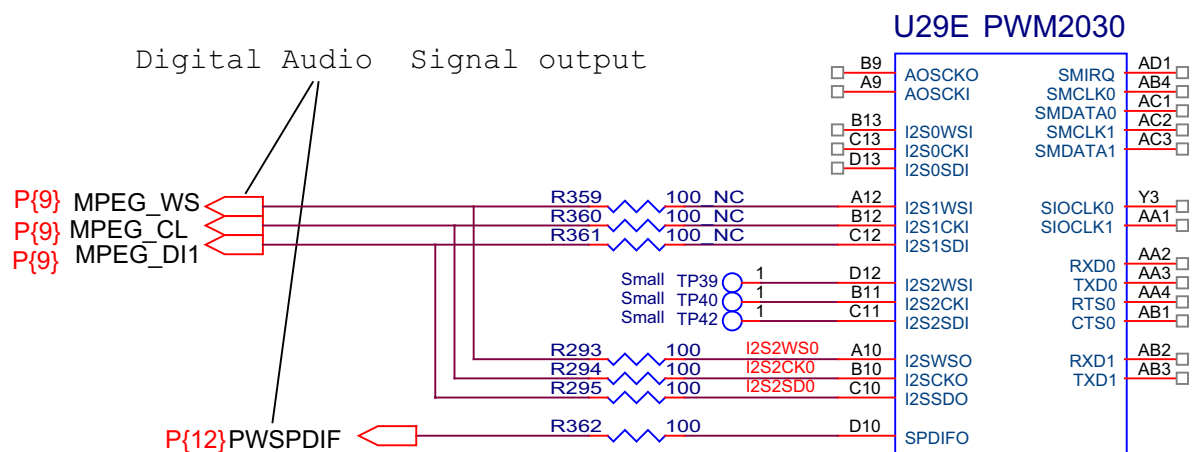 U29E PWM2030
Digital Audio Signal output
B9 AOSCKO SMIRQ AD1
A9 AOSCKI SMCLK0 AB4
SMDATA0 AC1
B13 I2S0WSI SMCLK1 AC2
C13 I2S0CKI SMDATA1 AC3
D13 I2S0SDI
P{9} MPEG_WS R359 100_NC A12 I2S1WSI SIOCLK0 Y3
P{9} MPEG_CL R360 100_NC B12 I2S1CKI SIOCLK1 AA1
P{9} MPEG_DI1 R361 100_NC C12 I2S1SDI
RXD0 AA2
Small TP39 1 D12 I2S2WSI TXD0 AA3
Small TP40 1 B11 I2S2CKI RTS0 AA4
Small TP42 1 C11 I2S2SDI CTS0 AB1
R293 100 I2S2WS0 A10 I2SWSO RXD1 AB2
R294 100 I2S2CK0 B10 I2SCKO TXD1 AB3
R295 100 I2S2SD0 C10 I2SSDO
P{12} PWSPDIF R362 100 D10 SPDIFO